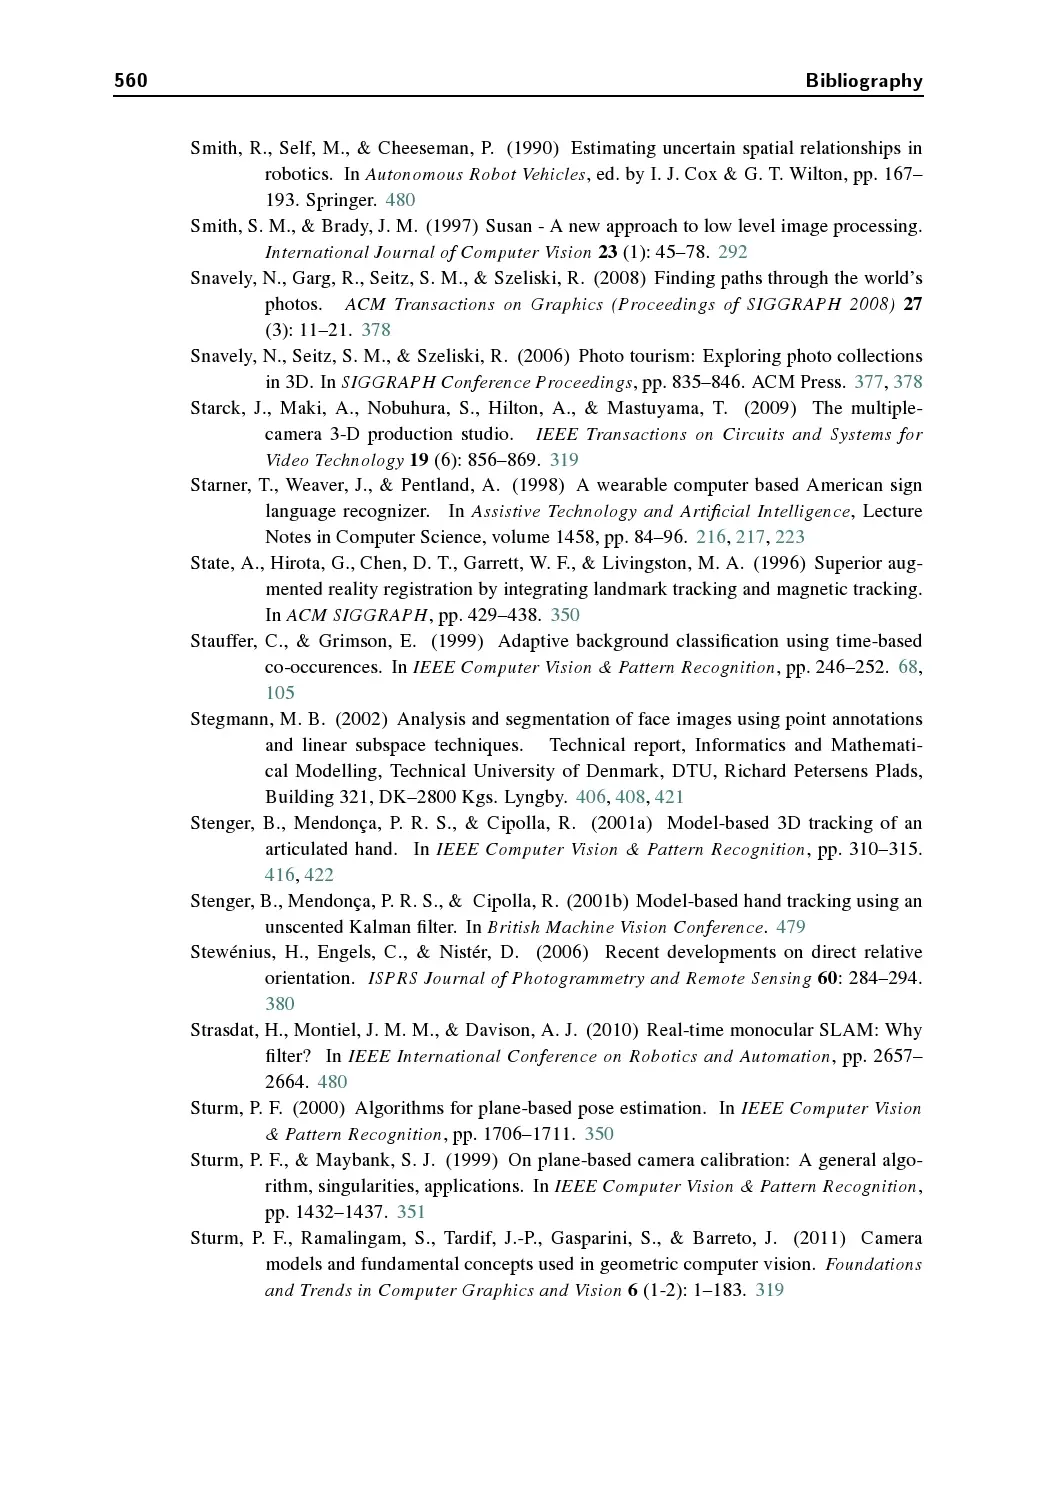 560 Bibliography
Smith, R., Self, M., & Cheeseman, P. (1990) Estimating uncertain spatial relationships in
robotics. In Autonomous Robot Vehicles, ed. by I. J. Cox & G. T. Wilton, pp. 167–
193. Springer. 480
Smith, S. M., & Brady, J. M. (1997) Susan - A new approach to low level image processing.
International Journal of Computer Vision 23 (1): 45–78. 292
Snavely, N., Garg, R., Seitz, S. M., & Szeliski, R. (2008) Finding paths through the world's
photos. ACM Transactions on Graphics (Proceedings of SIGGRAPH 2008) 27
(3): 11–21. 378
Snavely, N., Seitz, S. M., & Szeliski, R. (2006) Photo tourism: Exploring photo collections
in 3D. In SIGGRAPH Conference Proceedings, pp. 835–846. ACM Press. 377, 378
Starck, J., Maki, A., Nobuhura, S., Hilton, A., & Mastuyama, T. (2009) The multiple-
camera 3-D production studio. IEEE Transactions on Circuits and Systems for
Video Technology 19 (6): 856–869. 319
Starner, T., Weaver, J., & Pentland, A. (1998) A wearable computer based American sign
language recognizer. In Assistive Technology and Artificial Intelligence, Lecture
Notes in Computer Science, volume 1458, pp. 84–96. 216, 217, 223
State, A., Hirota, G., Chen, D. T., Garrett, W. F., & Livingston, M. A. (1996) Superior aug-
mented reality registration by integrating landmark tracking and magnetic tracking.
In ACM SIGGRAPH, pp. 429–438. 350
Stauffer, C., & Grimson, E. (1999) Adaptive background classification using time-based
co-occurences. In IEEE Computer Vision & Pattern Recognition, pp. 246–252. 68,
105
Stegmann, M. B. (2002) Analysis and segmentation of face images using point annotations
and linear subspace techniques. Technical report, Informatics and Mathemati-
cal Modelling, Technical University of Denmark, DTU, Richard Petersens Plads,
Building 321, DK–2800 Kgs. Lyngby. 406, 408, 421
Stenger, B., Mendonça, P. R. S., & Cipolla, R. (2001a) Model-based 3D tracking of an
articulated hand. In IEEE Computer Vision & Pattern Recognition, pp. 310–315.
416, 422
Stenger, B., Mendonça, P. R. S., & Cipolla, R. (2001b) Model-based hand tracking using an
unscented Kalman filter. In British Machine Vision Conference. 479
Stewénius, H., Engels, C., & Nistér, D. (2006) Recent developments on direct relative
orientation. ISPRS Journal of Photogrammetry and Remote Sensing 60: 284–294.
380
Strasdat, H., Montiel, J. M. M., & Davison, A. J. (2010) Real-time monocular SLAM: Why
filter? In IEEE International Conference on Robotics and Automation, pp. 2657–
2664. 480
Sturm, P. F. (2000) Algorithms for plane-based pose estimation. In IEEE Computer Vision
& Pattern Recognition, pp. 1706–1711. 350
Sturm, P. F., & Maybank, S. J. (1999) On plane-based camera calibration: A general algo-
rithm, singularities, applications. In IEEE Computer Vision & Pattern Recognition,
pp. 1432–1437. 351
Sturm, P. F., Ramalingam, S., Tardif, J.-P., Gasparini, S., & Barreto, J. (2011) Camera
models and fundamental concepts used in geometric computer vision. Foundations
and Trends in Computer Graphics and Vision 6 (1-2): 1–183. 319